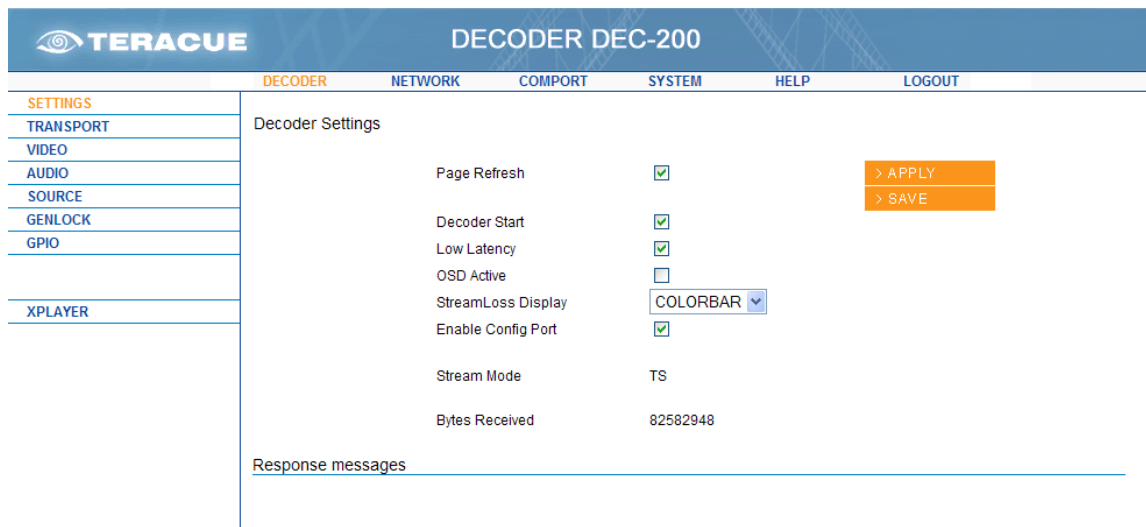 TERACUE
DECODER DEC-200
DECODER NETWORK COMPORT SYSTEM HELP LOGOUT
SETTINGS
TRANSPORT
VIDEO
AUDIO
SOURCE
GENLOCK
GPIO
XPLAYER
Decoder Settings
Page Refresh
> APPLY
> SAVE
Decoder Start
Low Latency
OSD Active
StreamLoss Display COLORBAR
Enable Config Port
Stream Mode TS
Bytes Received 82582948
Response messages